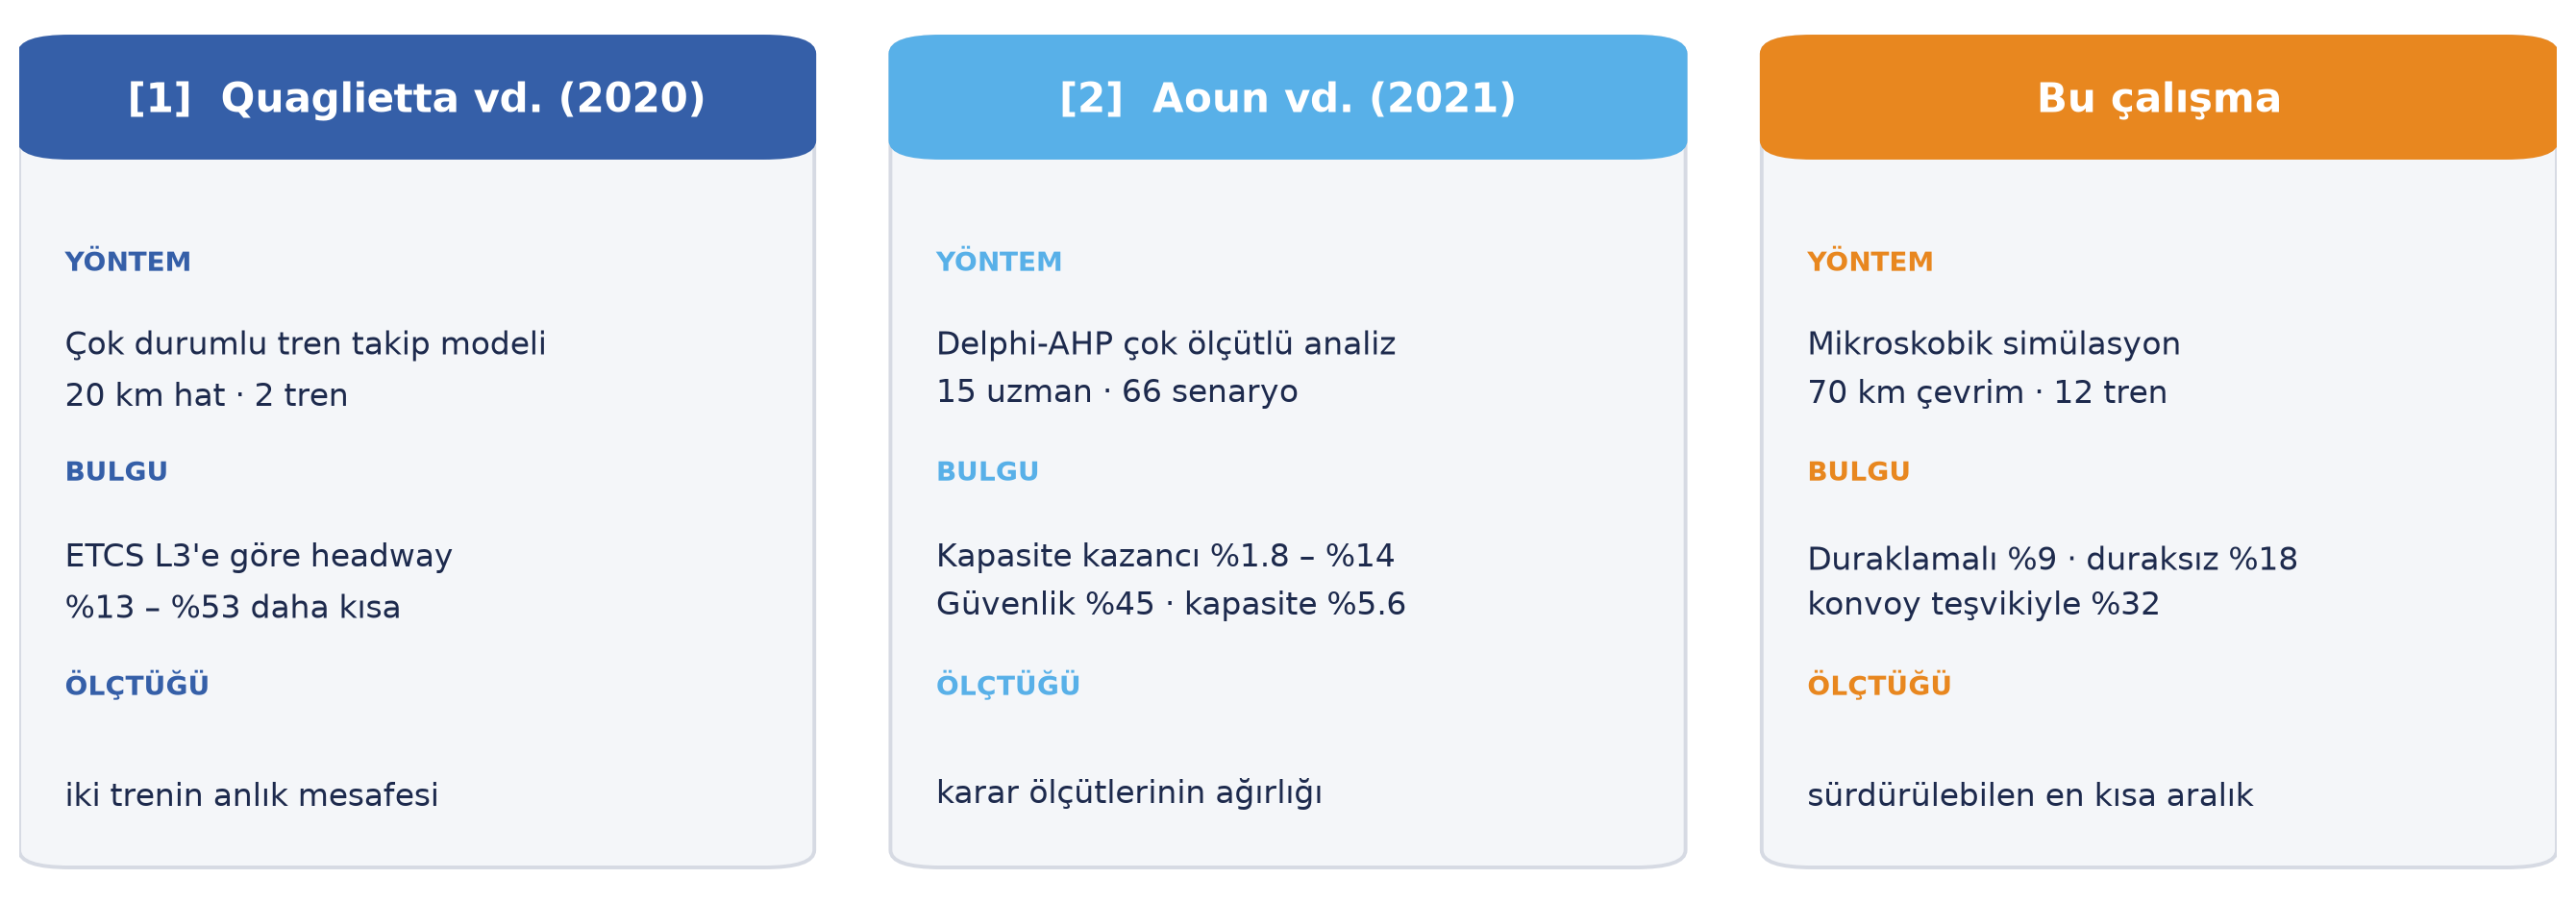 [1] Quaglietta vd. (2020)
YÖNTEM
Çok durumlu tren takip modeli
20 km hat · 2 tren
BULGU
ETCS L3'e göre headway
%13 – %53 daha kısa
ÖLÇTÜĞÜ
iki trenin anlık mesafesi
[2] Aoun vd. (2021)
YÖNTEM
Delphi-AHP çok ölçütlü analiz
15 uzman · 66 senaryo
BULGU
Kapasite kazancı %1.8 – %14
Güvenlik %45 · kapasite %5.6
ÖLÇTÜĞÜ
karar ölçütlerinin ağırlığı
Bu çalışma
YÖNTEM
Mikroskobik simülasyon
70 km çevrim · 12 tren
BULGU
Duraklamalı %9 · duraksız %18
konvoy teşvikiyle %32
ÖLÇTÜĞÜ
sürdürülebilen en kısa aralık